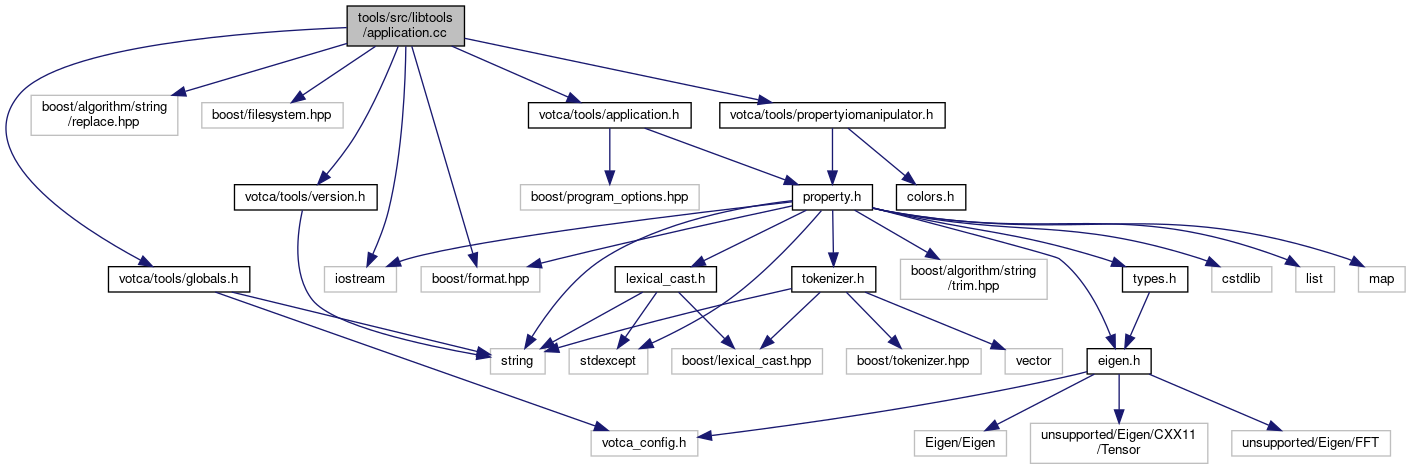 tools/src/libtools
/application.cc
boost/algorithm/string
/replace.hpp
boost/filesystem.hpp
votca/tools/application.h
votca/tools/propertyiomanipulator.h
votca/tools/version.h
boost/program_options.hpp
property.h
colors.h
votca/tools/globals.h
iostream
boost/format.hpp
lexical_cast.h
tokenizer.h
boost/algorithm/string
/trim.hpp
types.h
cstdlib
list
map
string
stdexcept
boost/lexical_cast.hpp
boost/tokenizer.hpp
vector
eigen.h
votca_config.h
Eigen/Eigen
unsupported/Eigen/CXX11
/Tensor
unsupported/Eigen/FFT